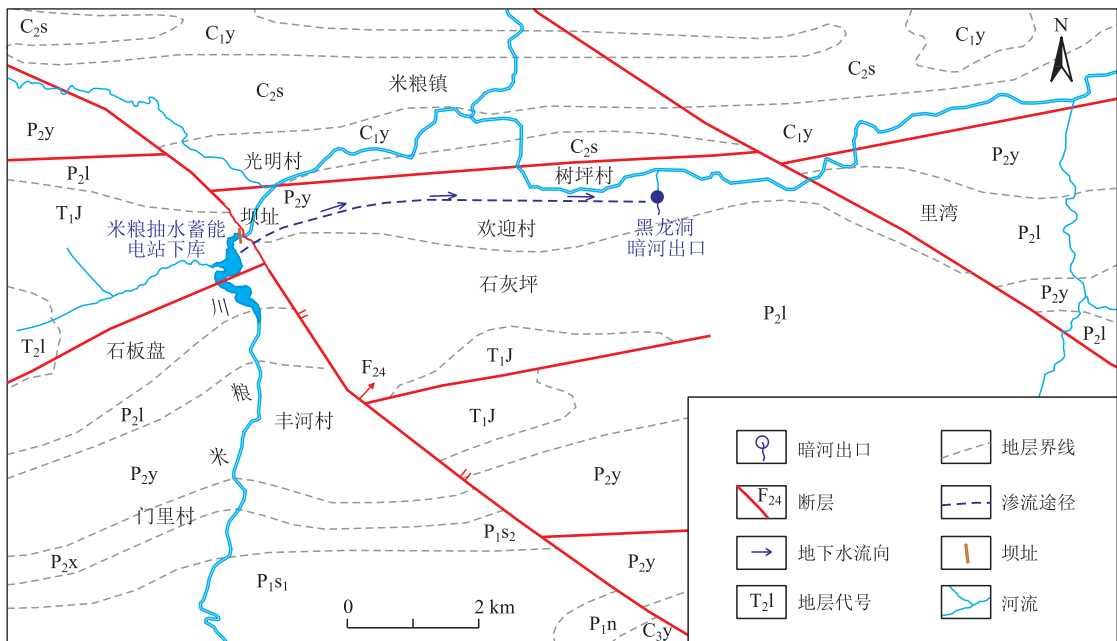 C₂s
C₁y
C₁y
N
C₂s
C₂s
米粮镇
P₂y
C₁y
C₁y
C₂s
光明村
P₂l
树坪村
P₂y
P₂y
T₁J
坝址
里湾
米粮抽水蓄能
电站下库
欢迎村
黑龙洞
暗河出口
P₂l
石灰坪
P₂y
川
P₂l
P₂l
T₂l
石板盘
T₁J
F₂₄
粮
P₂l
丰河村
T₁J
米
P₂y
P₂y
门里村
P₁s₂
P₂x
P₁s₁
P₂y
P₁n
C₃y
0
2 km
暗河出口
地层界线
F₂₄
断层
渗流途径
地下水流向
坝址
T₂l
地层代号
河流